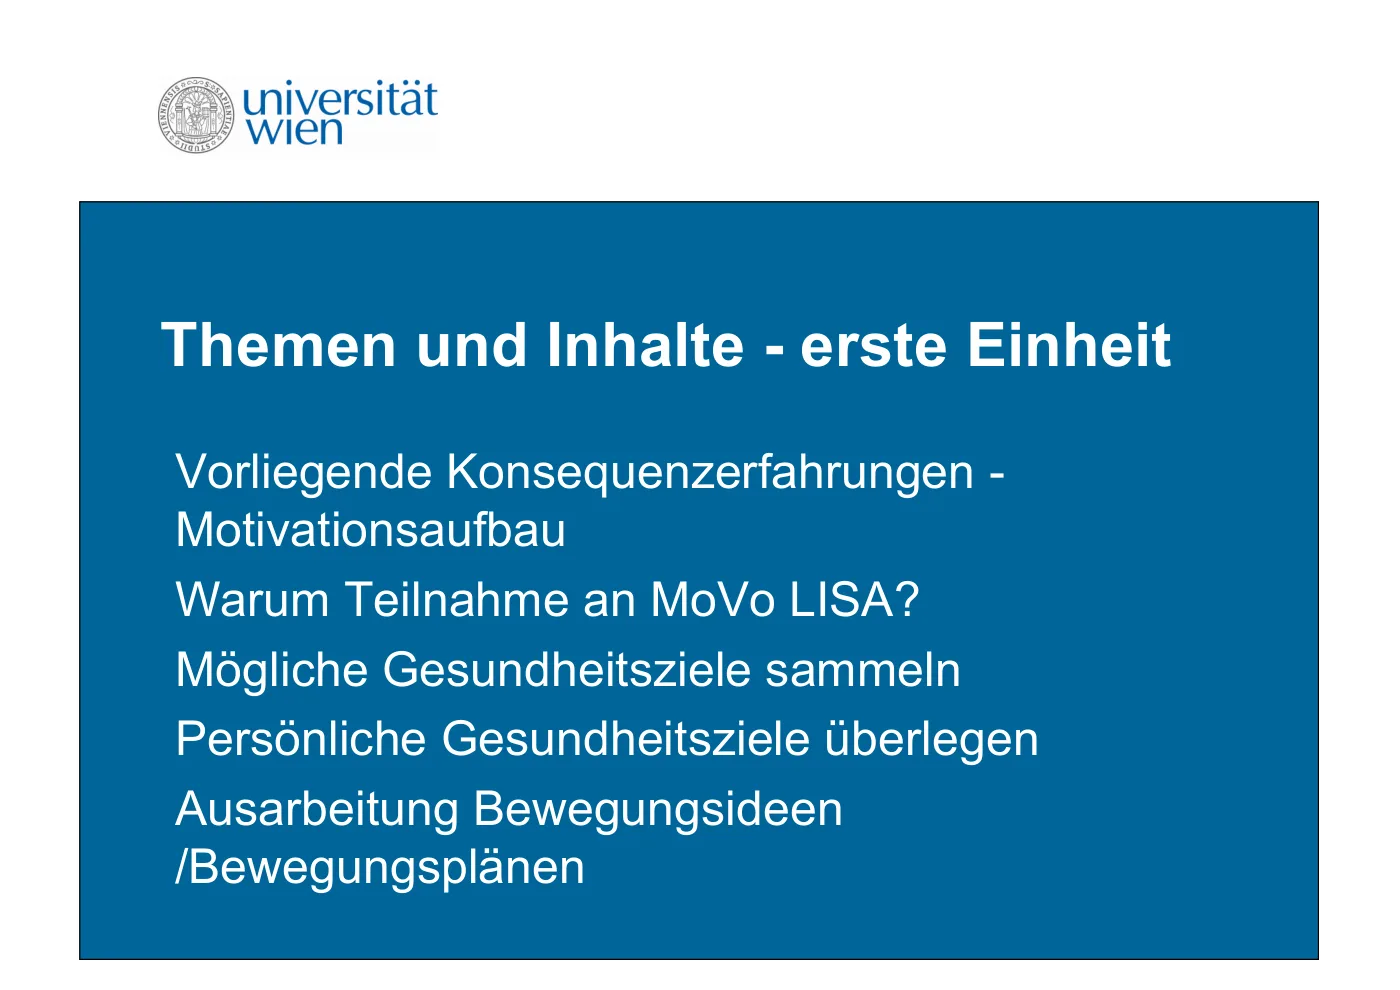 universität
wien
Themen und Inhalte - erste Einheit
Vorliegende Konsequenzerfahrungen -
Motivationsaufbau
Warum Teilnahme an MoVo LISA?
Mögliche Gesundheitsziele sammeln
Persönliche Gesundheitsziele überlegen
Ausarbeitung Bewegungsideen
/Bewegungsplänen